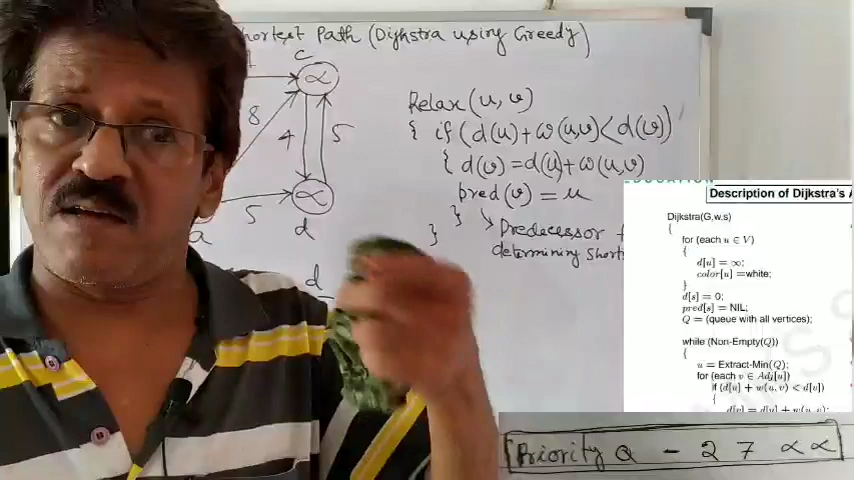 hortest Path (Dijkstra using Greedy)
c
∝
8
4
5
∝
5
a
d
d
Relax (u,v)
{ if (d(u)+w(u,v)<d(v))
{ d(v)=d(u)+w(u,v)
pred(v) = u
}
}
Predecessor
determining Short
Description of Dijkstra's A
Dijkstra(G,w,s)
{
for (each u ∈ V)
{
d[u] = ∞;
color[u] =white;
}
d[s] = 0;
pred[s] = NIL;
Q = (queue with all vertices);
while (Non-Empty(Q))
{
u = Extract-Min(Q);
for (each v ∈ Adj[u])
if (d[u] + w(u, v) < d[v])
{
d[v] = d[u] + w(u, v);
Priority Q - 2 7 ∝ ∝